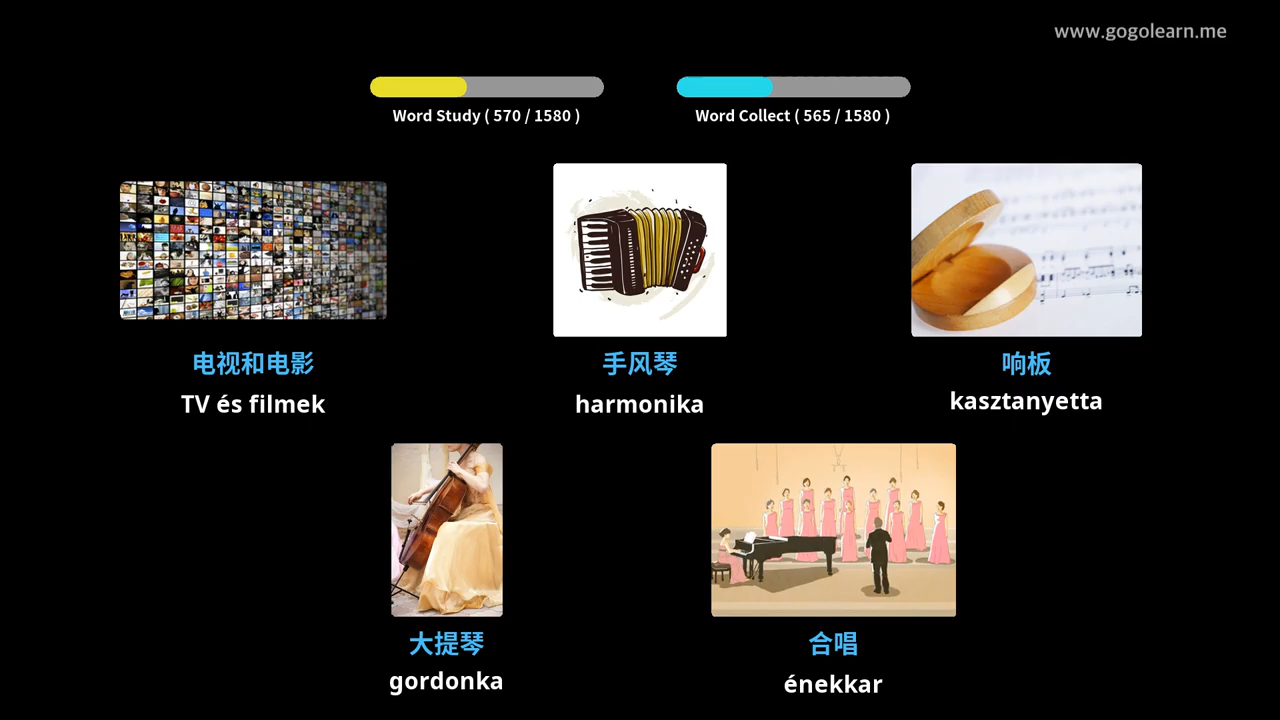 www.gogolearn.me
Word Study ( 570 / 1580 )
Word Collect ( 565 / 1580 )
电视和电影
TV és filmek
手风琴
harmonika
响板
kasztanyetta
大提琴
gordonka
合唱
énekkar